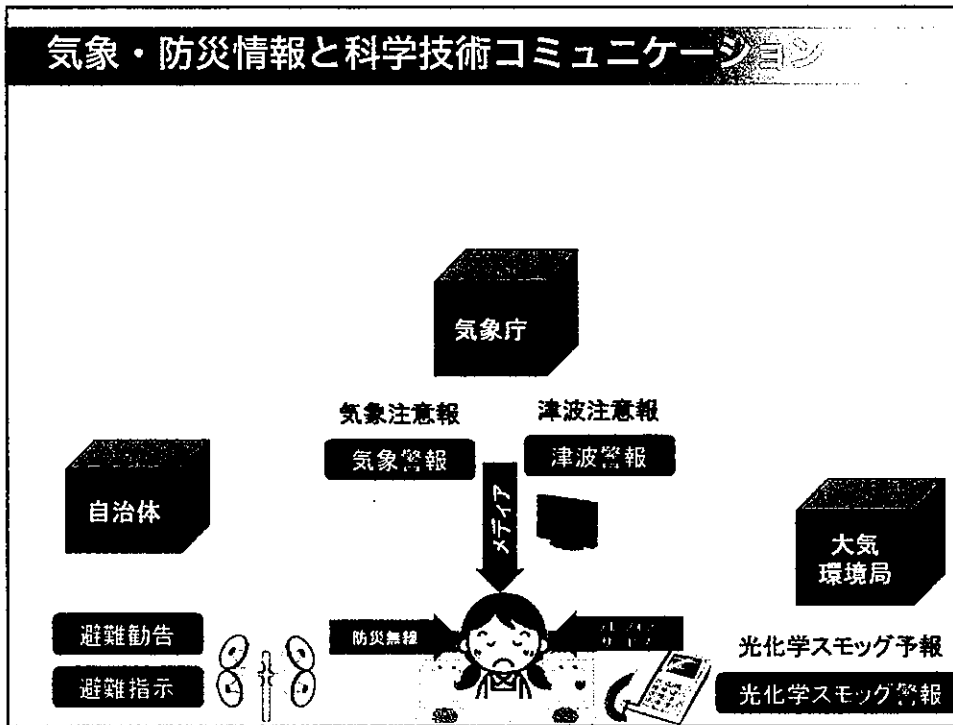 気象・防災情報と科学技術コミュニケーション
気象庁
気象注意報
津波注意報
気象警報
津波警報
メディア
自治体
大気
環境局
避難勧告
避難指示
防災無線
光化学スモッグ予報
光化学スモッグ警報